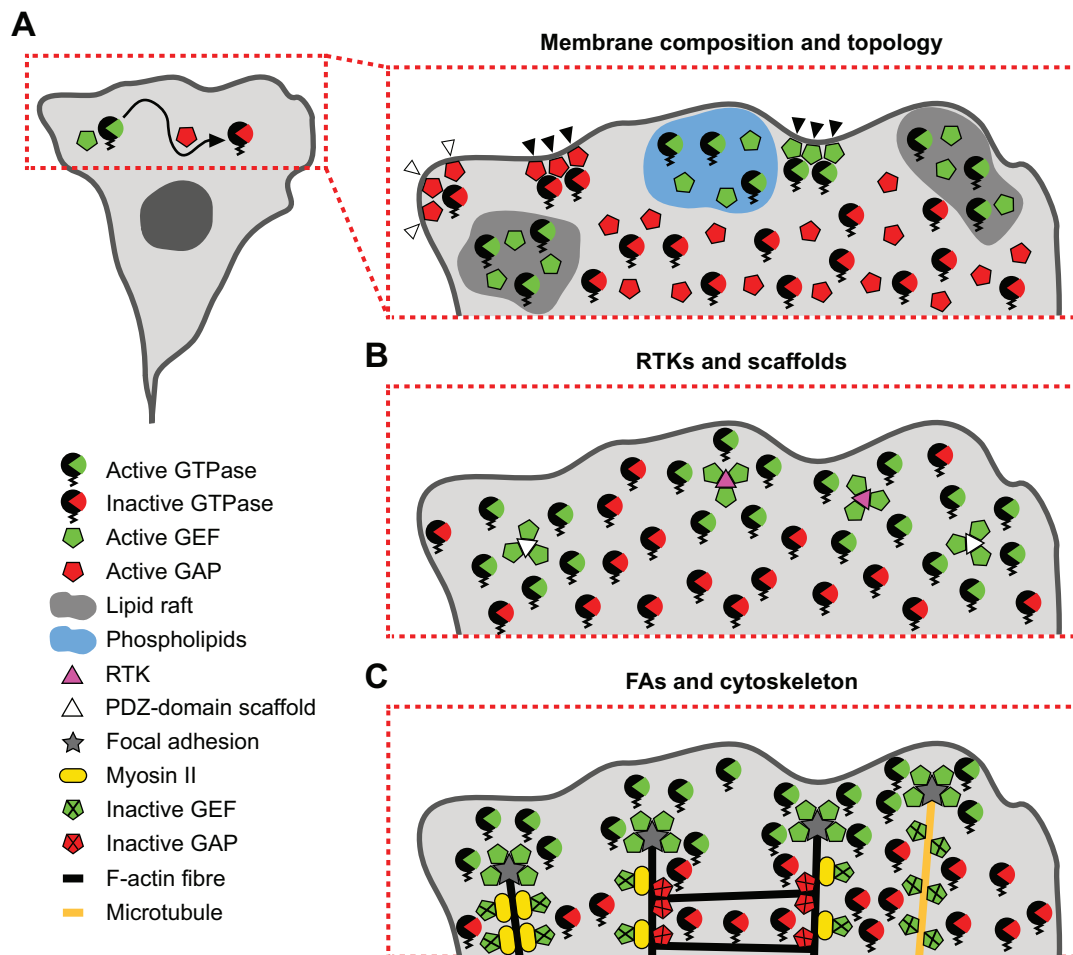 A
Membrane composition and topology
B
RTKs and scaffolds
Active GTPase
Inactive GTPase
Active GEF
Active GAP
Lipid raft
Phospholipids
RTK
PDZ-domain scaffold
Focal adhesion
Myosin II
Inactive GEF
Inactive GAP
F-actin fibre
Microtubule
C
FAs and cytoskeleton